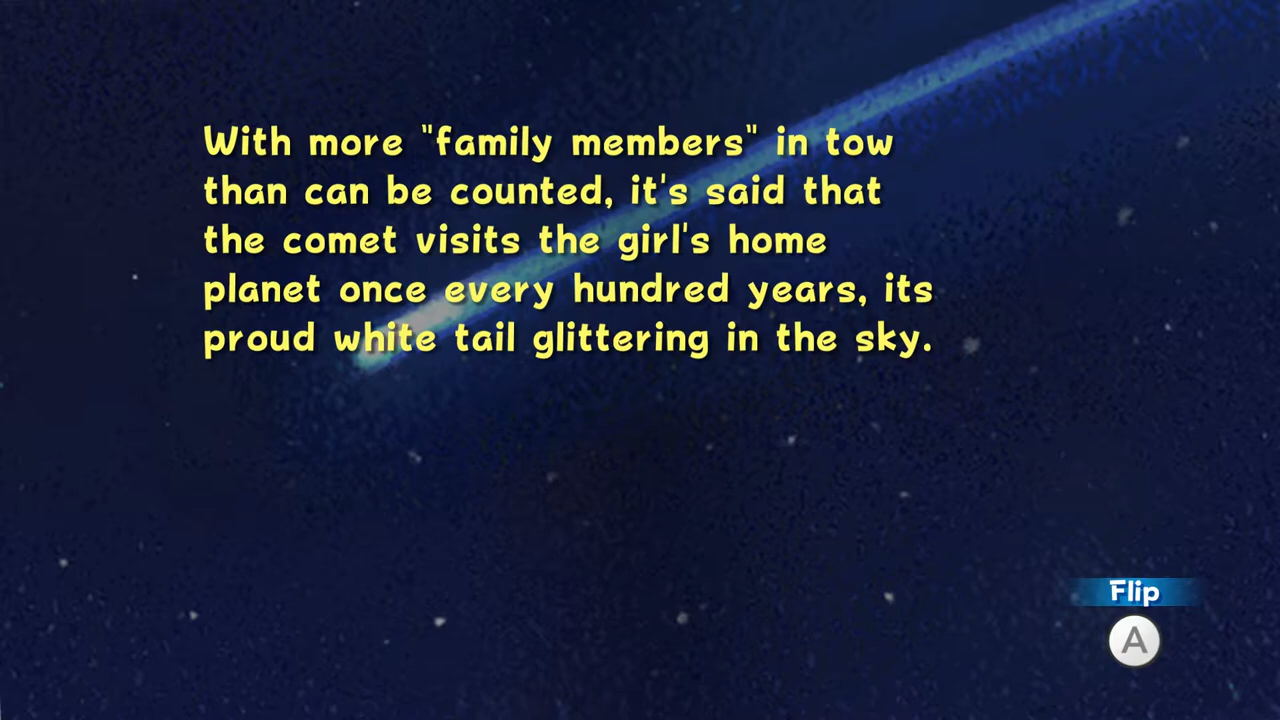 With more "family members" in tow
than can be counted, it's said that
the comet visits the girl's home
planet once every hundred years, its
proud white tail glittering in the sky.
Flip
A